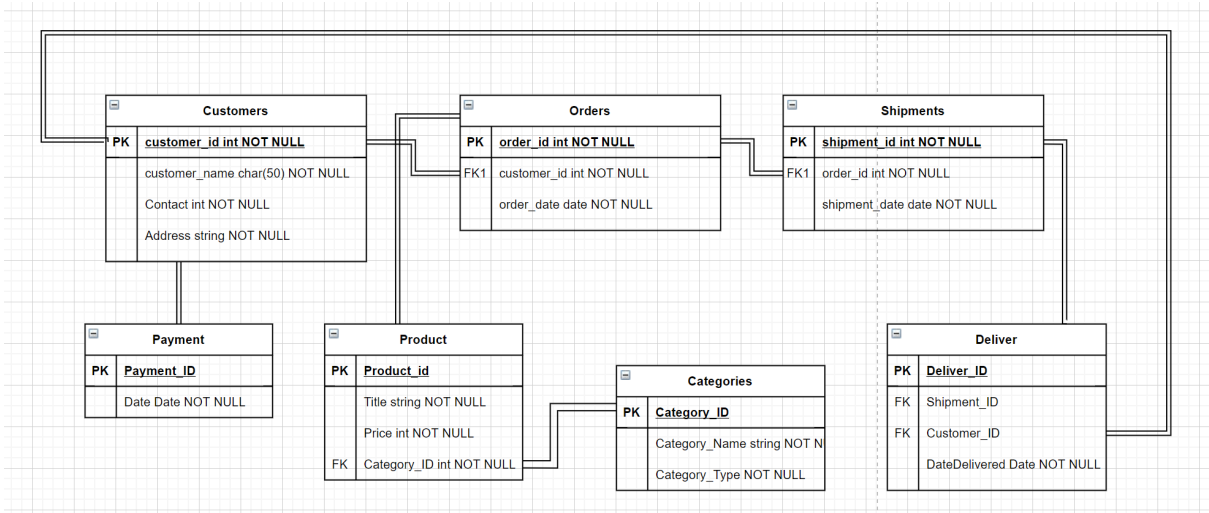 Customers
PK customer_id int NOT NULL
customer_name char(50) NOT NULL
Contact int NOT NULL
Address string NOT NULL
Orders
PK order_id int NOT NULL
FK1 customer_id int NOT NULL
order_date date NOT NULL
Shipments
PK shipment_id int NOT NULL
FK1 order_id int NOT NULL
shipment_date date NOT NULL
Payment
PK Payment_ID
Date Date NOT NULL
Product
PK Product_id
Title string NOT NULL
Price int NOT NULL
FK Category_ID int NOT NULL
Categories
PK Category_ID
Category_Name string NOT N
Category_Type NOT NULL
Deliver
PK Deliver_ID
FK Shipment_ID
FK Customer_ID
DateDelivered Date NOT NULL